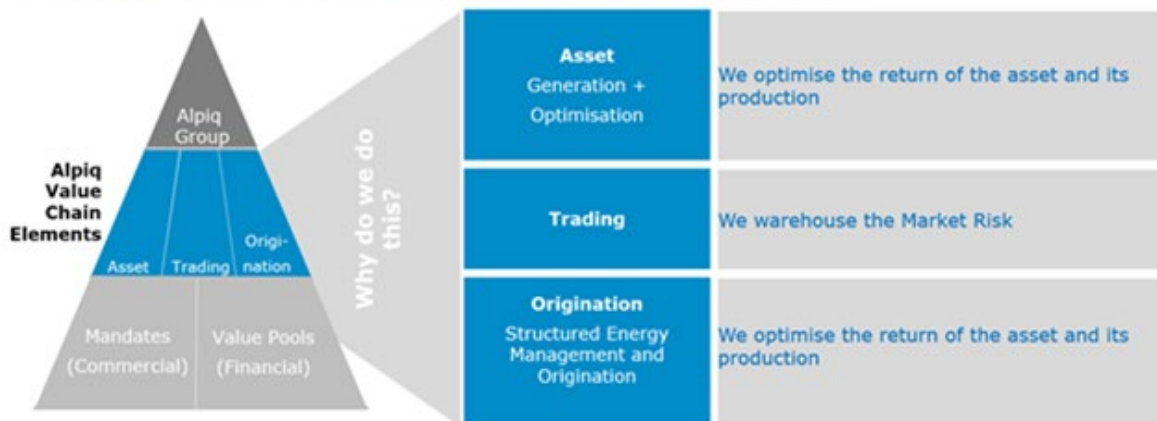 Alpiq
Group
Alpiq
Value
Chain
Elements
Asset
Trading
Origi-
nation
Mandates
(Commercial)
Value Pools
(Financial)
Why do we do
this?
Asset
Generation +
Optimisation
We optimise the return of the asset and its
production
Trading
We warehouse the Market Risk
Origination
Structured Energy
Management and
Origination
We optimise the return of the asset and its
production